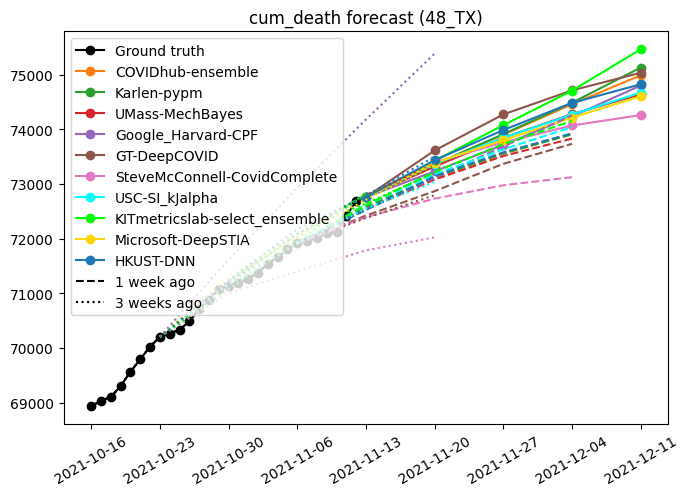 cum_death forecast (48_TX)
75000
74000
73000
72000
71000
70000
69000
Ground truth
COVIDhub-ensemble
Karlen-pypm
UMass-MechBayes
Google_Harvard-CPF
GT-DeepCOVID
SteveMcConnell-CovidComplete
USC-SI_kJalpha
KITmetricslab-select_ensemble
Microsoft-DeepSTIA
HKUST-DNN
1 week ago
3 weeks ago
2021-10-16
2021-10-23
2021-10-30
2021-11-06
2021-11-13
2021-11-20
2021-11-27
2021-12-04
2021-12-11